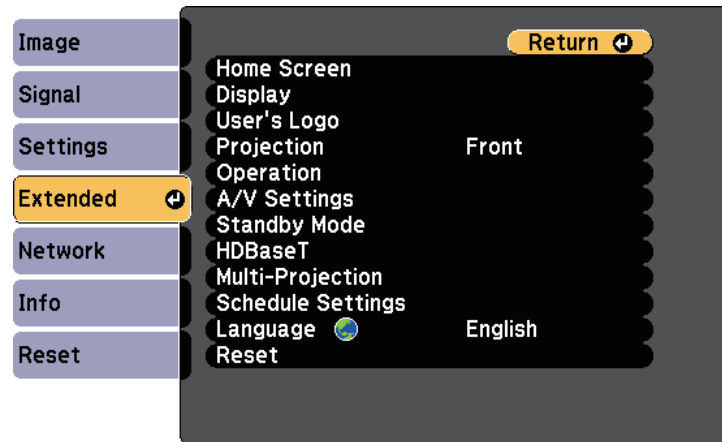 Image
Signal
Settings
Extended
Network
Info
Reset
Return
Home Screen
Display
User's Logo
Projection Front
Operation
A/V Settings
Standby Mode
HDBaseT
Multi-Projection
Schedule Settings
Language English
Reset